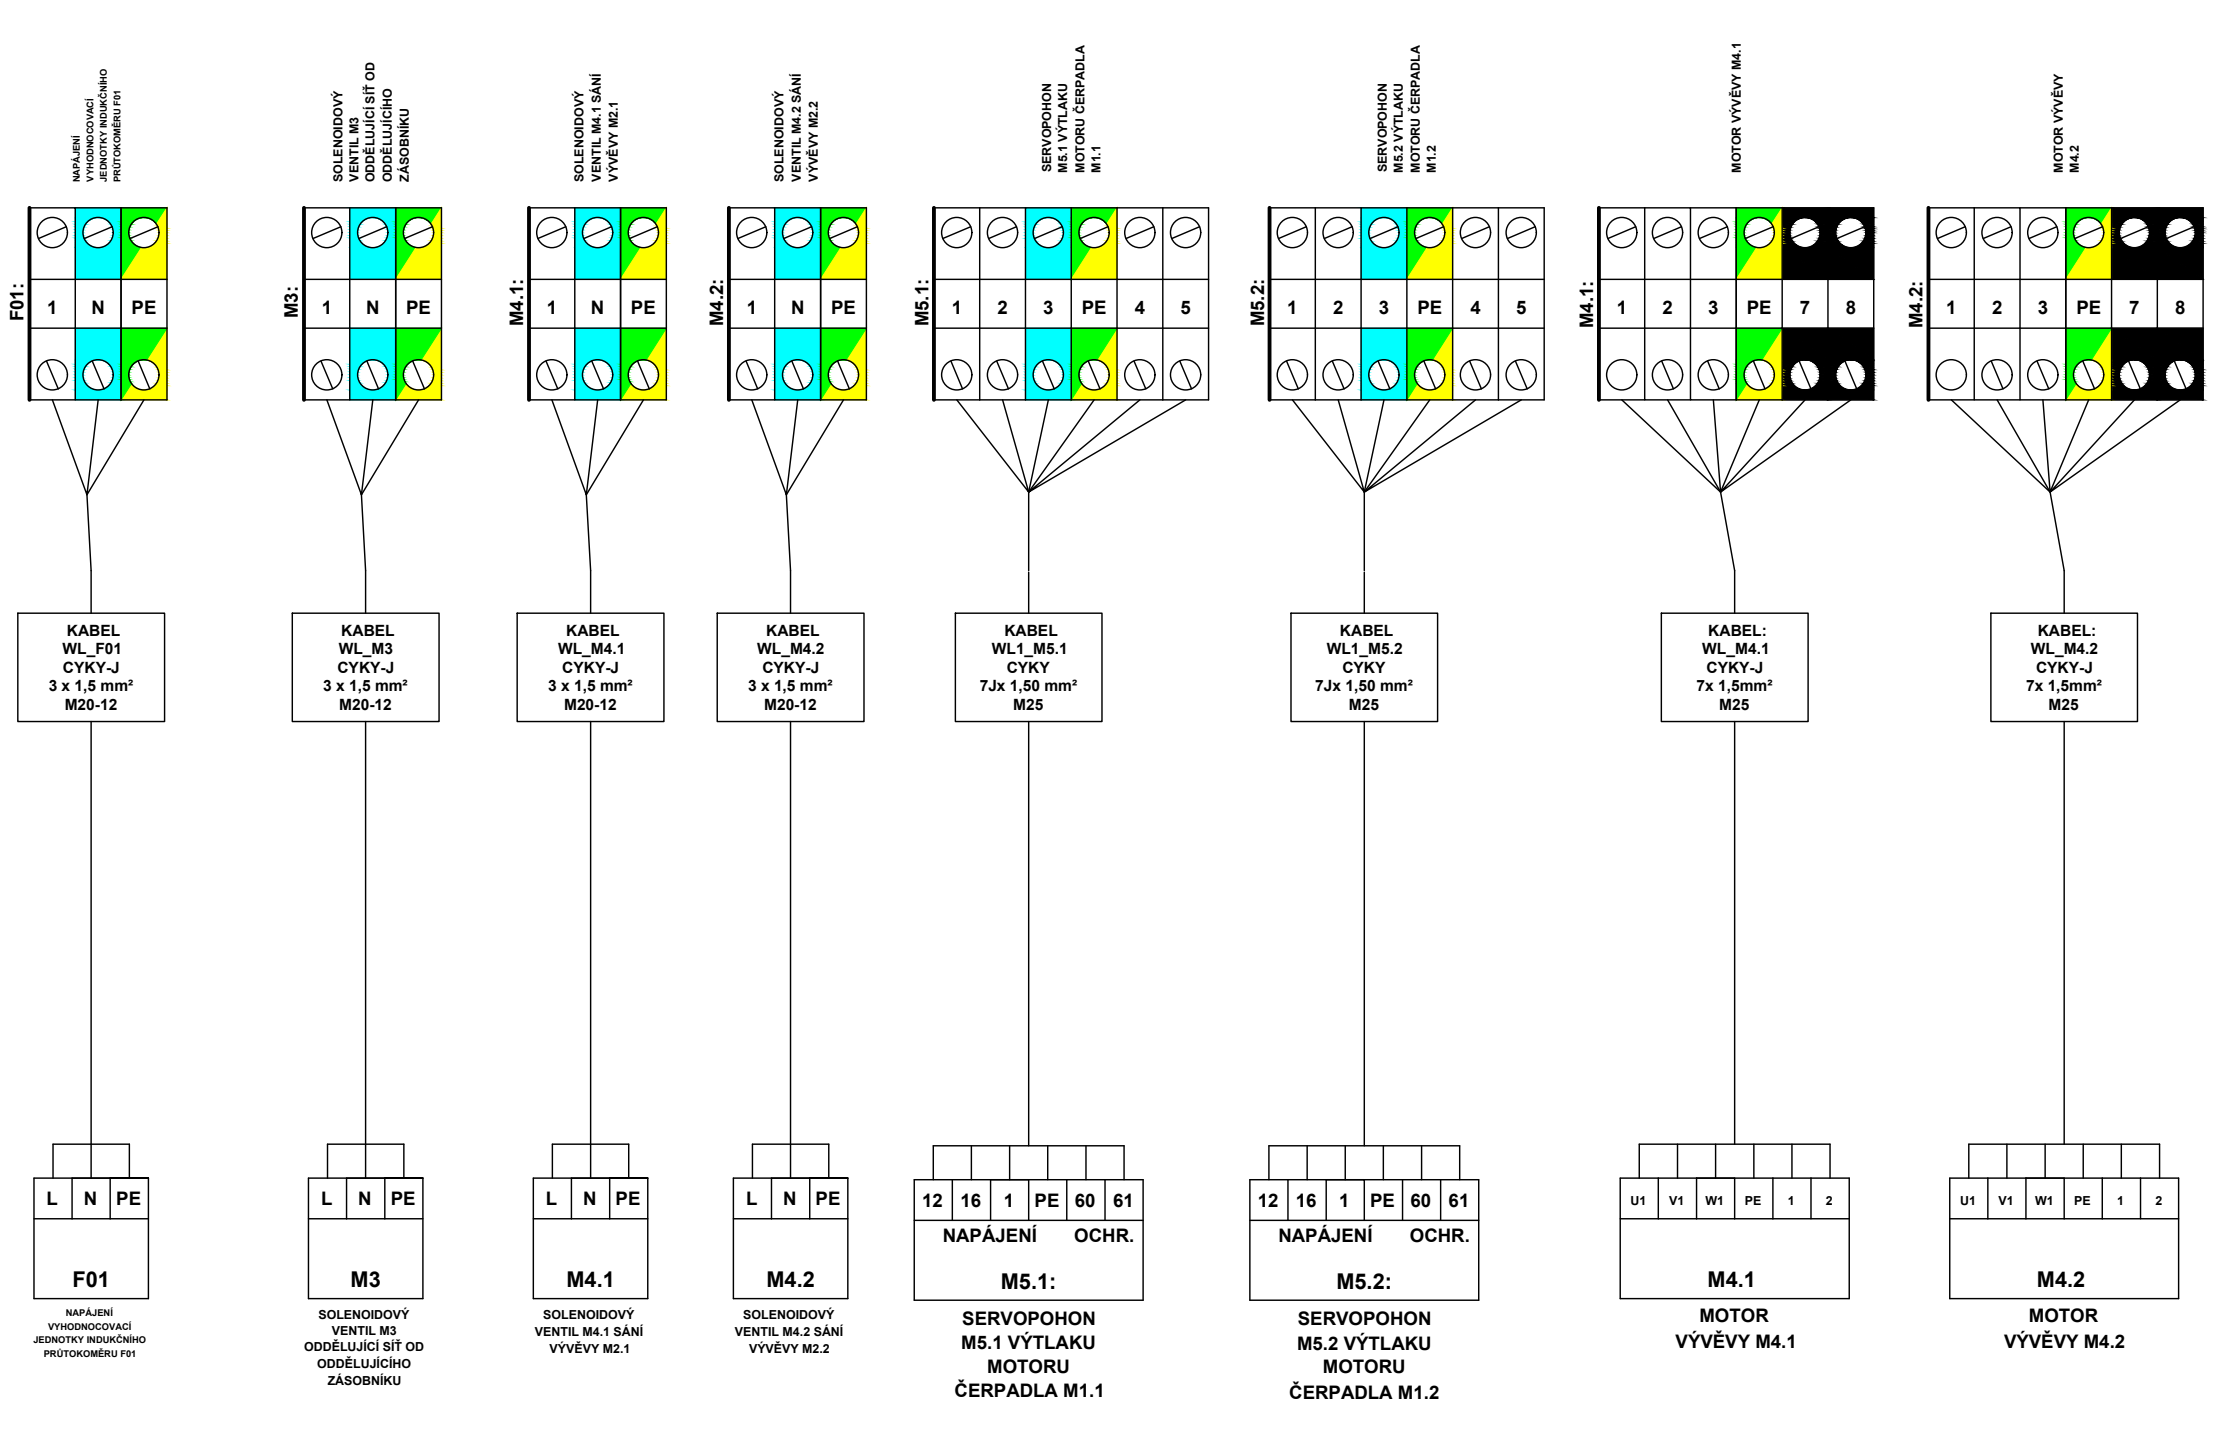 NAPÁJENÍ
VYHODNOCOVACÍ
JEDNOTKY INDUKČNÍHO
PRŮTOKOMĚRU F01
SOLENOIDOVÝ
VENTIL M3
ODDĚLUJÍCÍ SÍŤ OD
ODDĚLUJÍCÍHO
ZÁSOBNÍKU
SOLENOIDOVÝ
VENTIL M4.1 SÁNÍ
VÝVĚVY M2.1
SOLENOIDOVÝ
VENTIL M4.2 SÁNÍ
VÝVĚVY M2.2
SERVOPOHON
M5.1 VÝTLAKU
MOTORU ČERPADLA
M1.1
SERVOPOHON
M5.2 VÝTLAKU
MOTORU ČERPADLA
M1.2
MOTOR VÝVĚVY M4.1
MOTOR VÝVĚVY
M4.2
F01: 1 N PE
M3: 1 N PE
M4.1: 1 N PE
M4.2: 1 N PE
M5.1: 1 2 3 PE 4 5
M5.2: 1 2 3 PE 4 5
M4.1: 1 2 3 PE 7 8
M4.2: 1 2 3 PE 7 8
KABEL
WL_F01
CYKY-J
3 x 1,5 mm²
M20-12
KABEL
WL_M3
CYKY-J
3 x 1,5 mm²
M20-12
KABEL
WL_M4.1
CYKY-J
3 x 1,5 mm²
M20-12
KABEL
WL_M4.2
CYKY-J
3 x 1,5 mm²
M20-12
KABEL
WL1_M5.1
CYKY
7Jx 1,50 mm²
M25
KABEL
WL1_M5.2
CYKY
7Jx 1,50 mm²
M25
KABEL:
WL_M4.1
CYKY-J
7x 1,5mm²
M25
KABEL:
WL_M4.2
CYKY-J
7x 1,5mm²
M25
L N PE
F01
NAPÁJENÍ
VYHODNOCOVACÍ
JEDNOTKY INDUKČNÍHO
PRŮTOKOMĚRU F01
L N PE
M3
SOLENOIDOVÝ
VENTIL M3
ODDĚLUJÍCÍ SÍŤ OD
ODDĚLUJÍCÍHO
ZÁSOBNÍKU
L N PE
M4.1
SOLENOIDOVÝ
VENTIL M4.1 SÁNÍ
VÝVĚVY M2.1
L N PE
M4.2
SOLENOIDOVÝ
VENTIL M4.2 SÁNÍ
VÝVĚVY M2.2
12 16 1 PE 60 61
NAPÁJENÍ OCHR.
M5.1:
SERVOPOHON
M5.1 VÝTLAKU
MOTORU
ČERPADLA M1.1
12 16 1 PE 60 61
NAPÁJENÍ OCHR.
M5.2:
SERVOPOHON
M5.2 VÝTLAKU
MOTORU
ČERPADLA M1.2
U1 V1 W1 PE 1 2
M4.1
MOTOR
VÝVĚVY M4.1
U1 V1 W1 PE 1 2
M4.2
MOTOR
VÝVĚVY M4.2